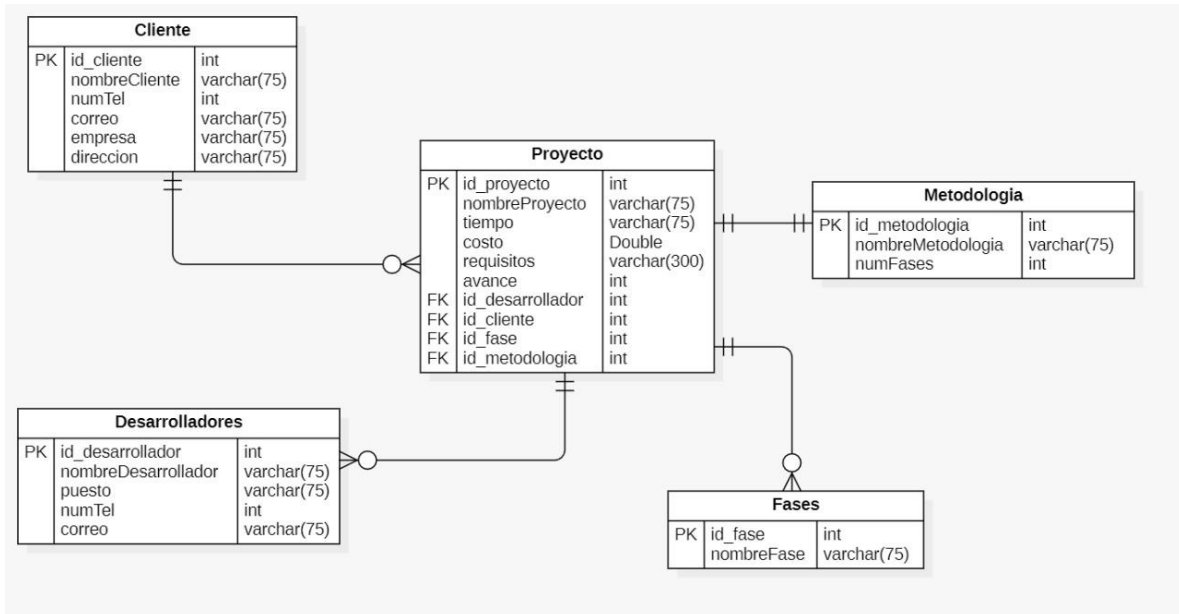 Cliente
PK id_cliente int
nombreCliente varchar(75)
numTel int
correo varchar(75)
empresa varchar(75)
direccion varchar(75)
Proyecto
PK id_proyecto int
nombreProyecto varchar(75)
tiempo varchar(75)
costo Double
requisitos varchar(300)
avance int
FK id_desarrollador int
FK id_cliente int
FK id_fase int
FK id_metodologia int
Metodologia
PK id_metodologia int
nombreMetodologia varchar(75)
numFases int
Desarrolladores
PK id_desarrollador int
nombreDesarrollador varchar(75)
puesto varchar(75)
numTel int
correo varchar(75)
Fases
PK id_fase int
nombreFase varchar(75)